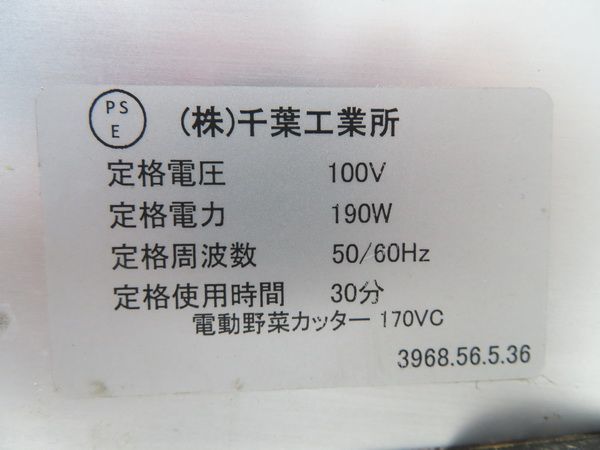 PS
E
(株)千葉工業所
定格電圧 100V
定格電力 190W
定格周波数 50/60Hz
定格使用時間 30分
電動野菜カッター 170VC
3968.56.5.36